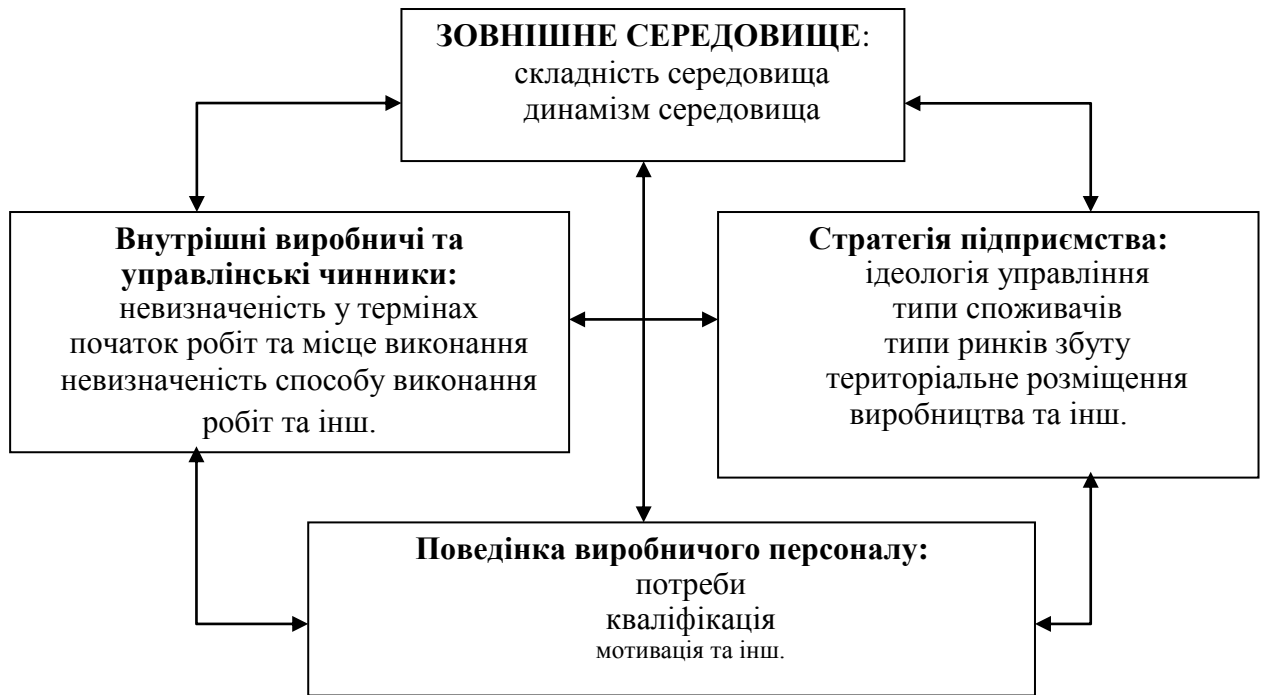 ЗОВНІШНЕ СЕРЕДОВИЩЕ:
складність середовища
динамізм середовища
Внутрішні виробничі та
управлінські чинники:
невизначеність у термінах
початок робіт та місце виконання
невизначеність способу виконання
робіт та інш.
Стратегія підприємства:
ідеологія управління
типи споживачів
типи ринків збуту
територіальне розміщення
виробництва та інш.
Поведінка виробничого персоналу:
потреби
кваліфікація
мотивація та інш.